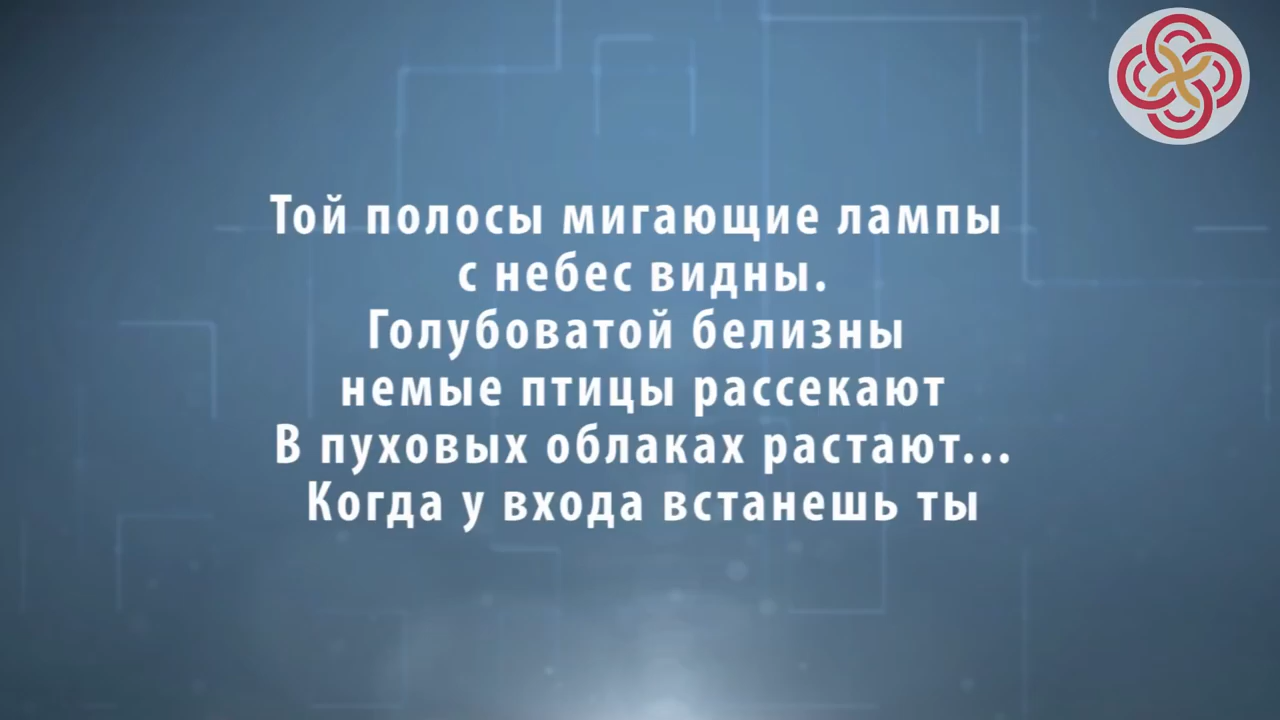 Той полосы мигающие лампы
с небес видны.
Голубоватой белизны
немые птицы рассекают
В пуховых облаках растают...
Когда у входа встанешь ты